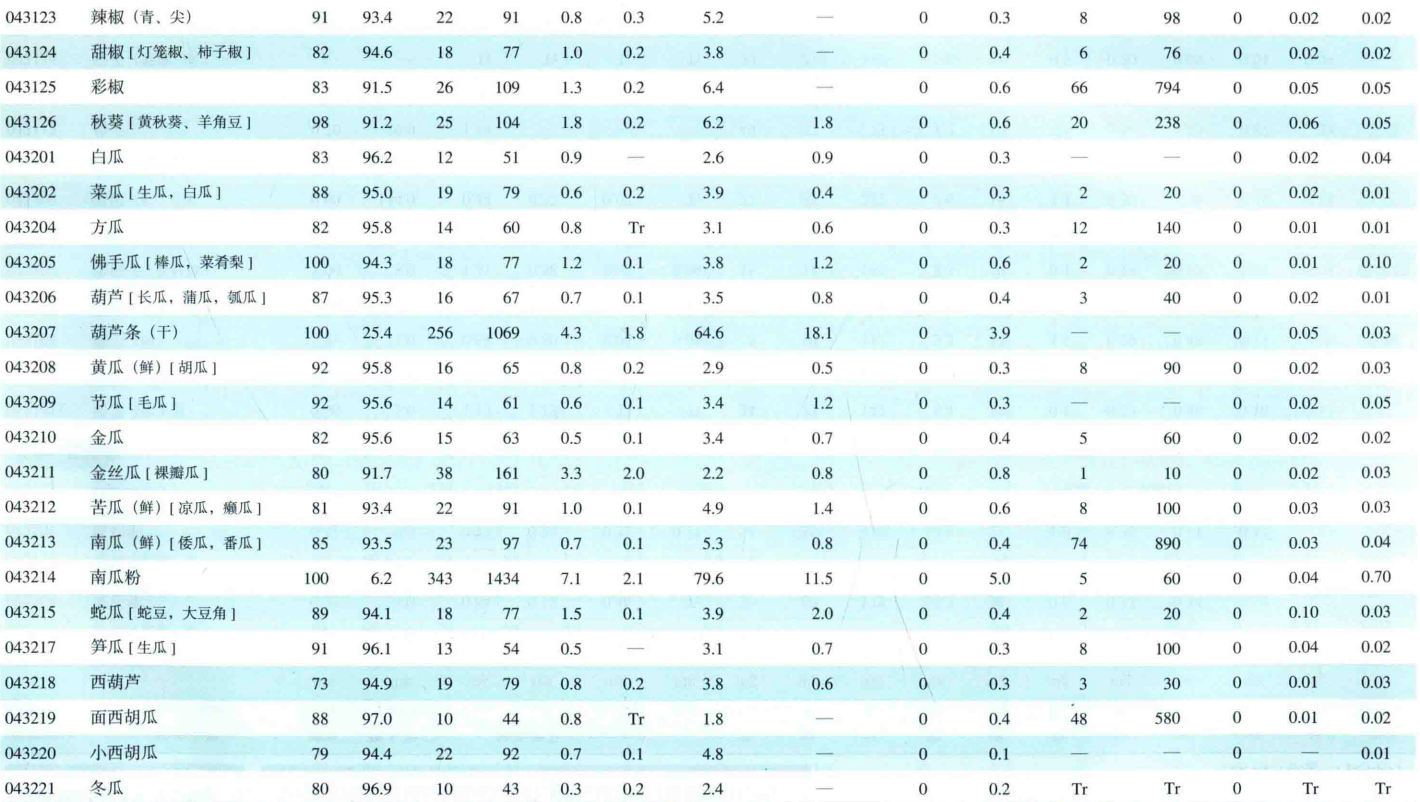 043123 辣椒（青、尖） 91 93.4 22 91 0.8 0.3 5.2 — 0 0.3 8 98 0 0.02 0.02
043124 甜椒 [ 灯笼椒、柿子椒 ] 82 94.6 18 77 1.0 0.2 3.8 — 0 0.4 6 76 0 0.02 0.02
043125 彩椒 83 91.5 26 109 1.3 0.2 6.4 — 0 0.6 66 794 0 0.05 0.05
043126 秋葵 [ 黄秋葵、羊角豆 ] 98 91.2 25 104 1.8 0.2 6.2 1.8 0 0.6 20 238 0 0.06 0.05
043201 白瓜 83 96.2 12 51 0.9 — 2.6 0.9 0 0.3 — — 0 0.02 0.04
043202 菜瓜 [ 生瓜，白瓜 ] 88 95.0 19 79 0.6 0.2 3.9 0.4 0 0.3 2 20 0 0.02 0.01
043204 方瓜 82 95.8 14 60 0.8 Tr 3.1 0.6 0 0.3 12 140 0 0.01 0.01
043205 佛手瓜 [ 棒瓜，菜肴梨 ] 100 94.3 18 77 1.2 0.1 3.8 1.2 0 0.6 2 20 0 0.01 0.10
043206 葫芦 [ 长瓜，蒲瓜，瓠瓜 ] 87 95.3 16 67 0.7 0.1 3.5 0.8 0 0.4 3 40 0 0.02 0.01
043207 葫芦条（干） 100 25.4 256 1069 4.3 1.8 64.6 18.1 0 3.9 — — 0 0.05 0.03
043208 黄瓜（鲜）[ 胡瓜 ] 92 95.8 16 65 0.8 0.2 2.9 0.5 0 0.3 8 90 0 0.02 0.03
043209 节瓜 [ 毛瓜 ] 92 95.6 14 61 0.6 0.1 3.4 1.2 0 0.3 — — 0 0.02 0.05
043210 金瓜 82 95.6 15 63 0.5 0.1 3.4 0.7 0 0.4 5 60 0 0.02 0.02
043211 金丝瓜 [ 裸瓣瓜 ] 80 91.7 38 161 3.3 2.0 2.2 0.8 0 0.8 1 10 0 0.02 0.03
043212 苦瓜（鲜）[ 凉瓜，癞瓜 ] 81 93.4 22 91 1.0 0.1 4.9 1.4 0 0.6 8 100 0 0.03 0.03
043213 南瓜（鲜）[ 倭瓜，番瓜 ] 85 93.5 23 97 0.7 0.1 5.3 0.8 0 0.4 74 890 0 0.03 0.04
043214 南瓜粉 100 6.2 343 1434 7.1 2.1 79.6 11.5 0 5.0 5 60 0 0.04 0.70
043215 蛇瓜 [ 蛇豆，大豆角 ] 89 94.1 18 77 1.5 0.1 3.9 2.0 0 0.4 2 20 0 0.10 0.03
043217 笋瓜 [ 生瓜 ] 91 96.1 13 54 0.5 — 3.1 0.7 0 0.3 8 100 0 0.04 0.02
043218 西葫芦 73 94.9 19 79 0.8 0.2 3.8 0.6 0 0.3 3 30 0 0.01 0.03
043219 面西胡瓜 88 97.0 10 44 0.8 Tr 1.8 — 0 0.4 48 580 0 0.01 0.02
043220 小西胡瓜 79 94.4 22 92 0.7 0.1 4.8 — 0 0.1 — — 0 — 0.01
043221 冬瓜 80 96.9 10 43 0.3 0.2 2.4 — 0 0.2 Tr Tr 0 Tr Tr